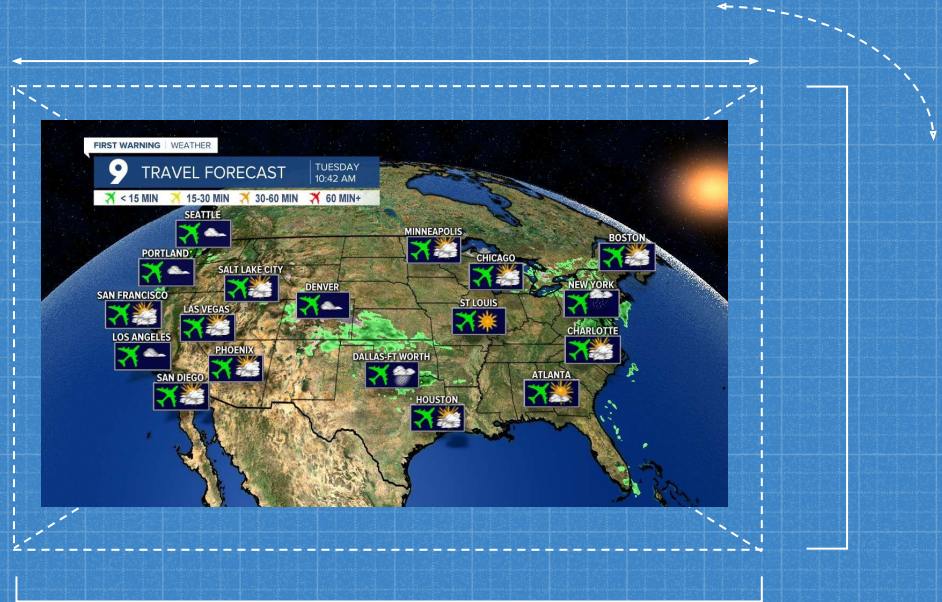 FIRST WARNING WEATHER
9 TRAVEL FORECAST
TUESDAY
10:42 AM
< 15 MIN 15-30 MIN 30-60 MIN 60 MIN+
SEATTLE
MINNEAPOLIS
BOSTON
PORTLAND
CHICAGO
SALT LAKE CITY
DENVER
NEW YORK
SAN FRANCISCO
LAS VEGAS
ST LOUIS
LOS ANGELES
CHARLOTTE
PHOENIX
DALLAS-FT WORTH
SAN DIEGO
ATLANTA
HOUSTON